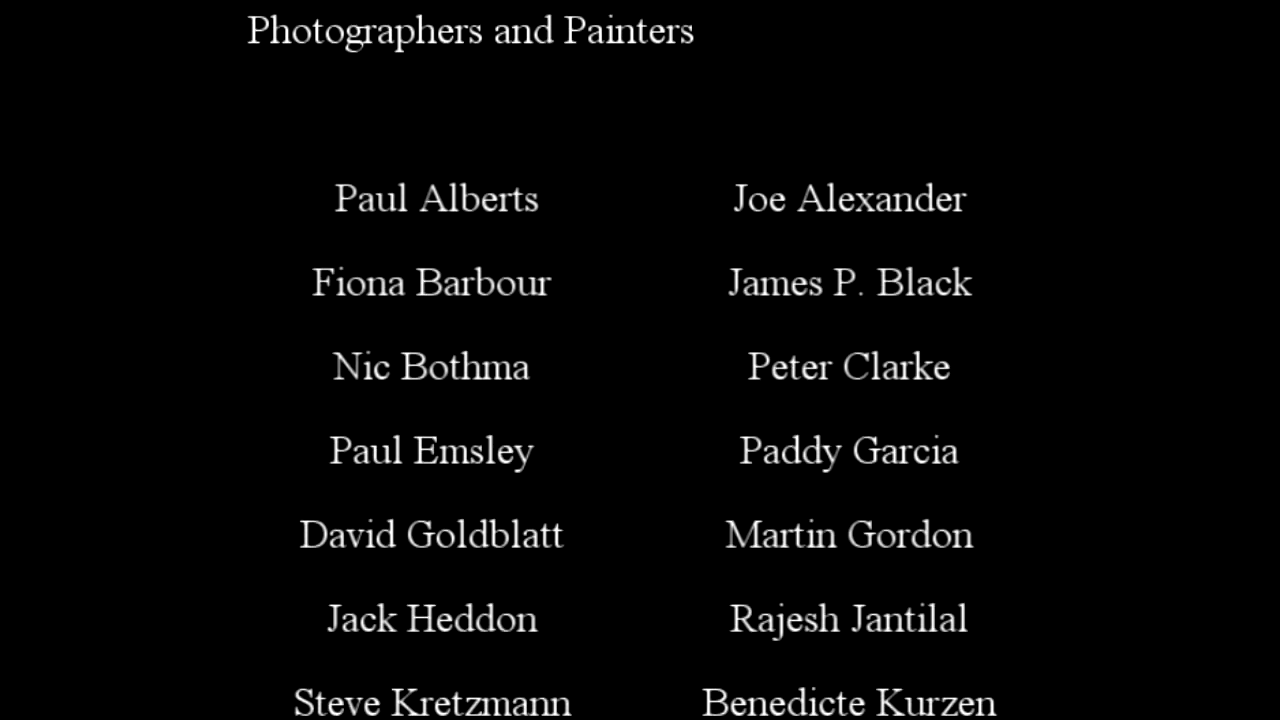 Photographers and Painters
Paul Alberts Joe Alexander
Fiona Barbour James P. Black
Nic Bothma Peter Clarke
Paul Emsley Paddy Garcia
David Goldblatt Martin Gordon
Jack Heddon Rajesh Jantilal
Steve Kretzmann Benedicte Kurzen